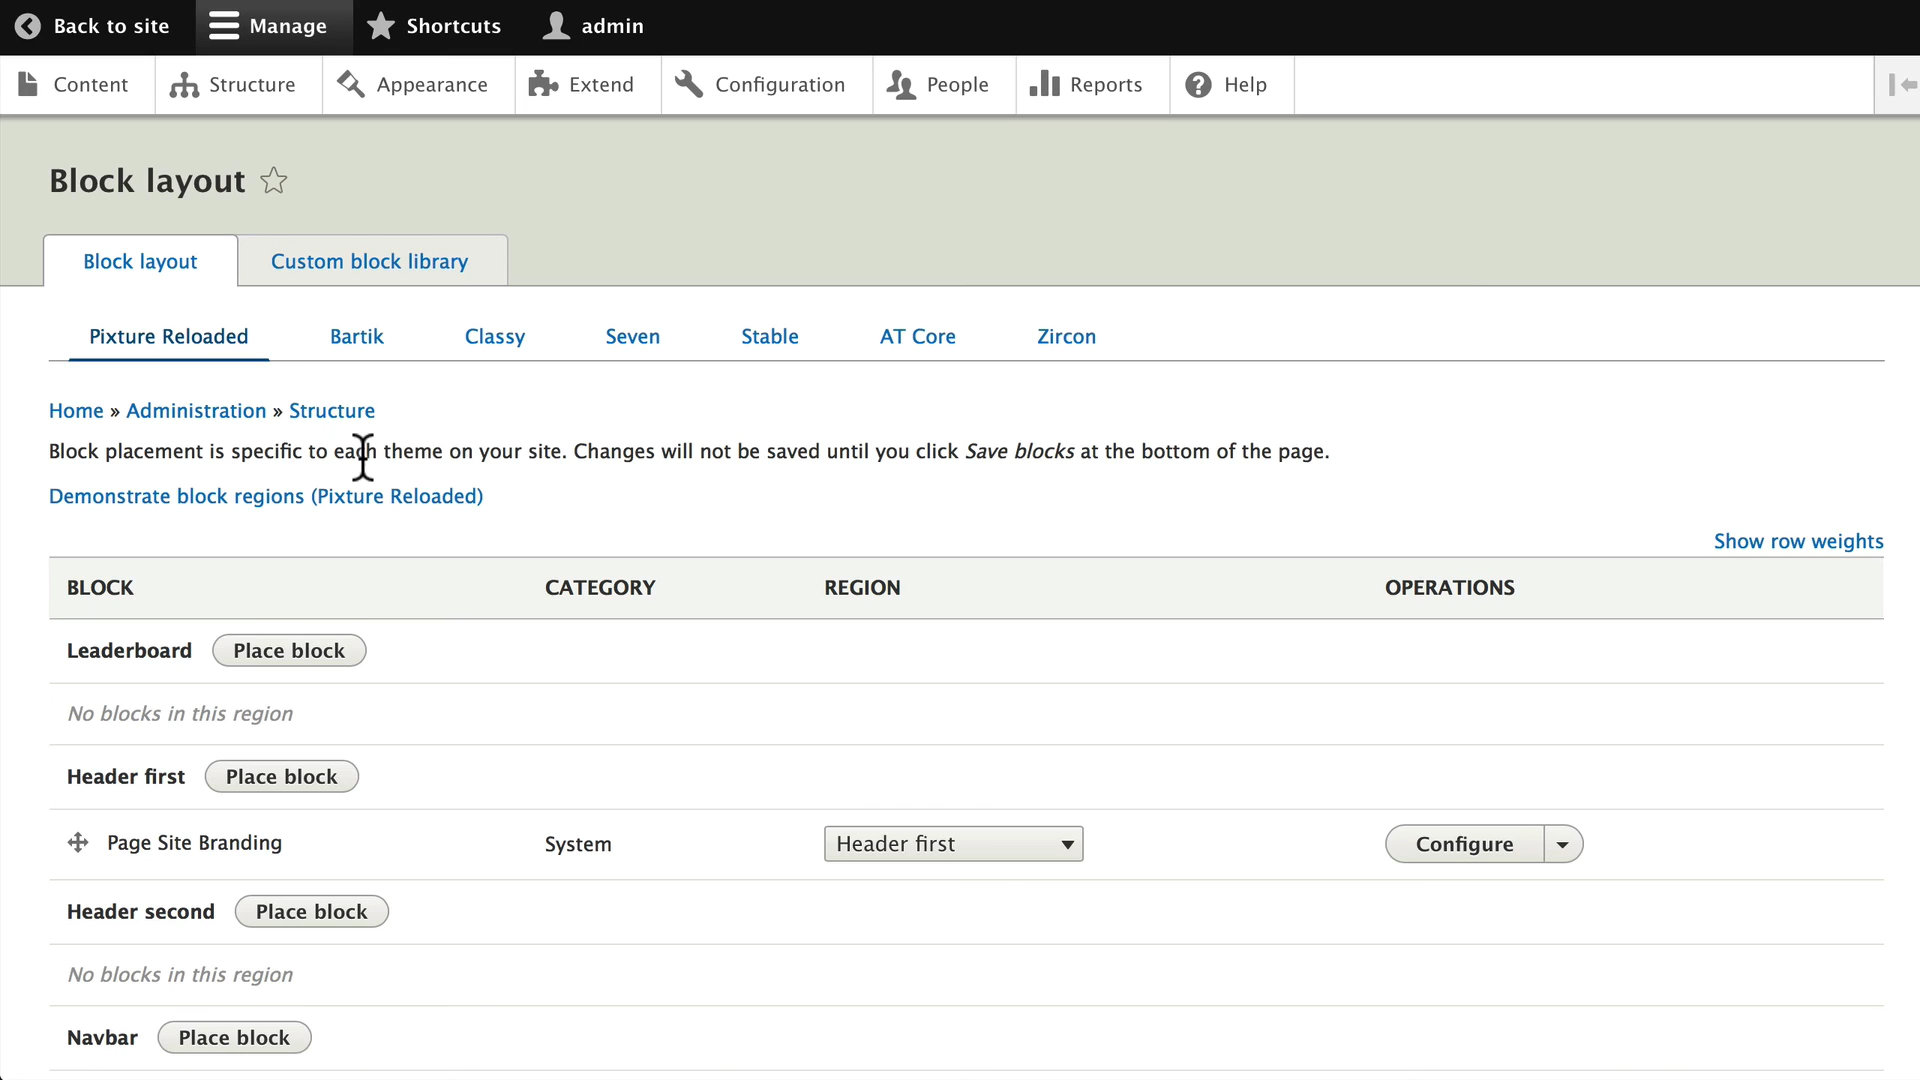 Back to site Manage Shortcuts admin
Content Structure Appearance Extend Configuration People Reports Help
Block layout
Block layout Custom block library
Pixture Reloaded Bartik Classy Seven Stable AT Core Zircon
Home » Administration » Structure
Block placement is specific to each theme on your site. Changes will not be saved until you click Save blocks at the bottom of the page.
Demonstrate block regions (Pixture Reloaded)
Show row weights
BLOCK CATEGORY REGION OPERATIONS
Leaderboard Place block
No blocks in this region
Header first Place block
Page Site Branding System Header first Configure
Header second Place block
No blocks in this region
Navbar Place block